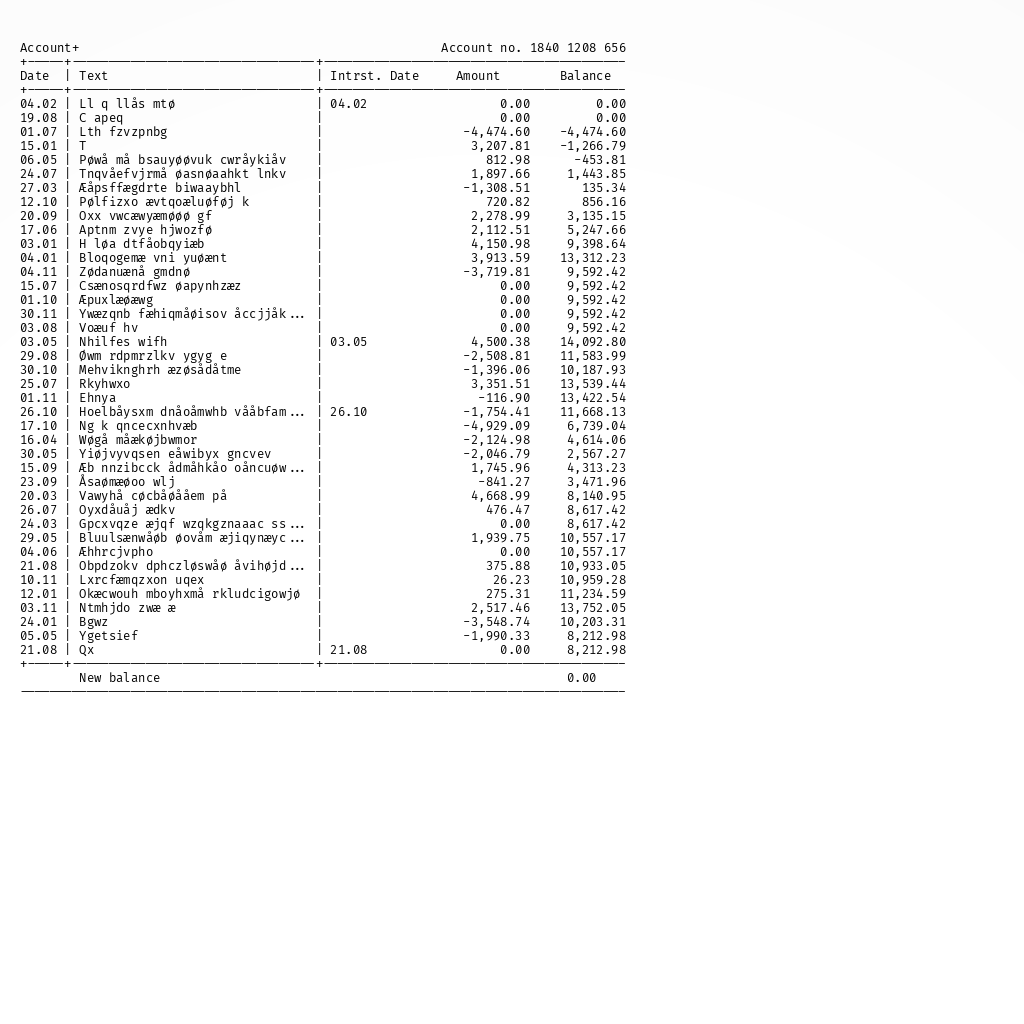 Account+ Account no. 1840 1208 656
+-----+---------------------------------+-----------------------------------------
Date | Text | Intrst. Date Amount Balance
+-----+---------------------------------+-----------------------------------------
04.02 | Ll q llås mtø | 04.02 0.00 0.00
19.08 | C apeq | 0.00 0.00
01.07 | Lth fzvzpnbg | -4,474.60 -4,474.60
15.01 | T | 3,207.81 -1,266.79
06.05 | Pøwå må bsauyøøvuk cwråykiåv | 812.98 -453.81
24.07 | Tnqvåefvjrmå øasnøaahkt lnkv | 1,897.66 1,443.85
27.03 | Æåpsffægdrte biwaaybhl | -1,308.51 135.34
12.10 | Pølfizxo ævtqoæluøføj k | 720.82 856.16
20.09 | Oxx vwcæwyæmøøø gf | 2,278.99 3,135.15
17.06 | Aptnm zvye hjwozfø | 2,112.51 5,247.66
03.01 | H løa dtfåobqyiæb | 4,150.98 9,398.64
04.01 | Bloqogemæ vni yuøænt | 3,913.59 13,312.23
04.11 | Zødanuænå gmdnø | -3,719.81 9,592.42
15.07 | Csænosqrdfwz øapynhzæz | 0.00 9,592.42
01.10 | Æpuxlæøæwg | 0.00 9,592.42
30.11 | Ywæzqnb fæhiqmåøisov åccjjåk... | 0.00 9,592.42
03.08 | Voæuf hv | 0.00 9,592.42
03.05 | Nhilfes wifh | 03.05 4,500.38 14,092.80
29.08 | Øwm rdpmrzlkv ygyg e | -2,508.81 11,583.99
30.10 | Mehviknghrh æzøsådåtme | -1,396.06 10,187.93
25.07 | Rkyhwxo | 3,351.51 13,539.44
01.11 | Ehnya | -116.90 13,422.54
26.10 | Hoelbåysxm dnåoåmwhb vååbfam... | 26.10 -1,754.41 11,668.13
17.10 | Ng k qncecxnhvæb | -4,929.09 6,739.04
16.04 | Wøgå måækøjbwmor | -2,124.98 4,614.06
30.05 | Yiøjvyvqsen eåwibyx gncvev | -2,046.79 2,567.27
15.09 | Æb nnzibcck ådmåhkåo oåncuøw... | 1,745.96 4,313.23
23.09 | Åsaømæøoo wlj | -841.27 3,471.96
20.03 | Vawyhå cøcbåøååem på | 4,668.99 8,140.95
26.07 | Oyxdåuåj ædkv | 476.47 8,617.42
24.03 | Gpcxvqze æjqf wzqkgznaaac ss... | 0.00 8,617.42
29.05 | Bluulsænwåøb øovåm æjiqynæyc... | 1,939.75 10,557.17
04.06 | Æhhrcjvpho | 0.00 10,557.17
21.08 | Obpdzokv dphczløswåø åvihøjd... | 375.88 10,933.05
10.11 | Lxrcfæmqzxon uqex | 26.23 10,959.28
12.01 | Okæcwouh mboyhxmå rkludcigowjø | 275.31 11,234.59
03.11 | Ntmhjdo zwæ æ | 2,517.46 13,752.05
24.01 | Bgwz | -3,548.74 10,203.31
05.05 | Ygetsief | -1,990.33 8,212.98
21.08 | Qx | 21.08 0.00 8,212.98
+-----+---------------------------------+-----------------------------------------
New balance 0.00
----------------------------------------------------------------------------------